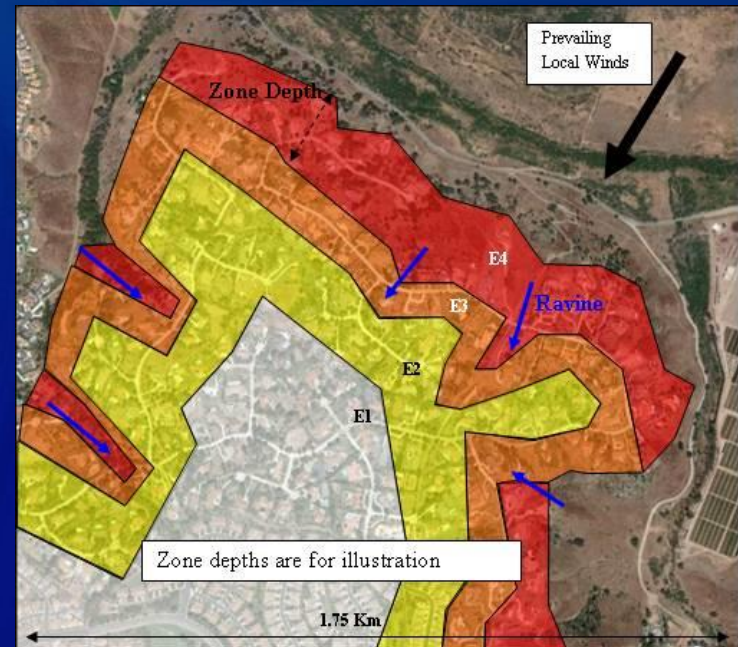 Prevailing
Local Winds
Zone Depth
E4
E3
Ravine
E2
E1
Zone depths are for illustration
1.75 Km